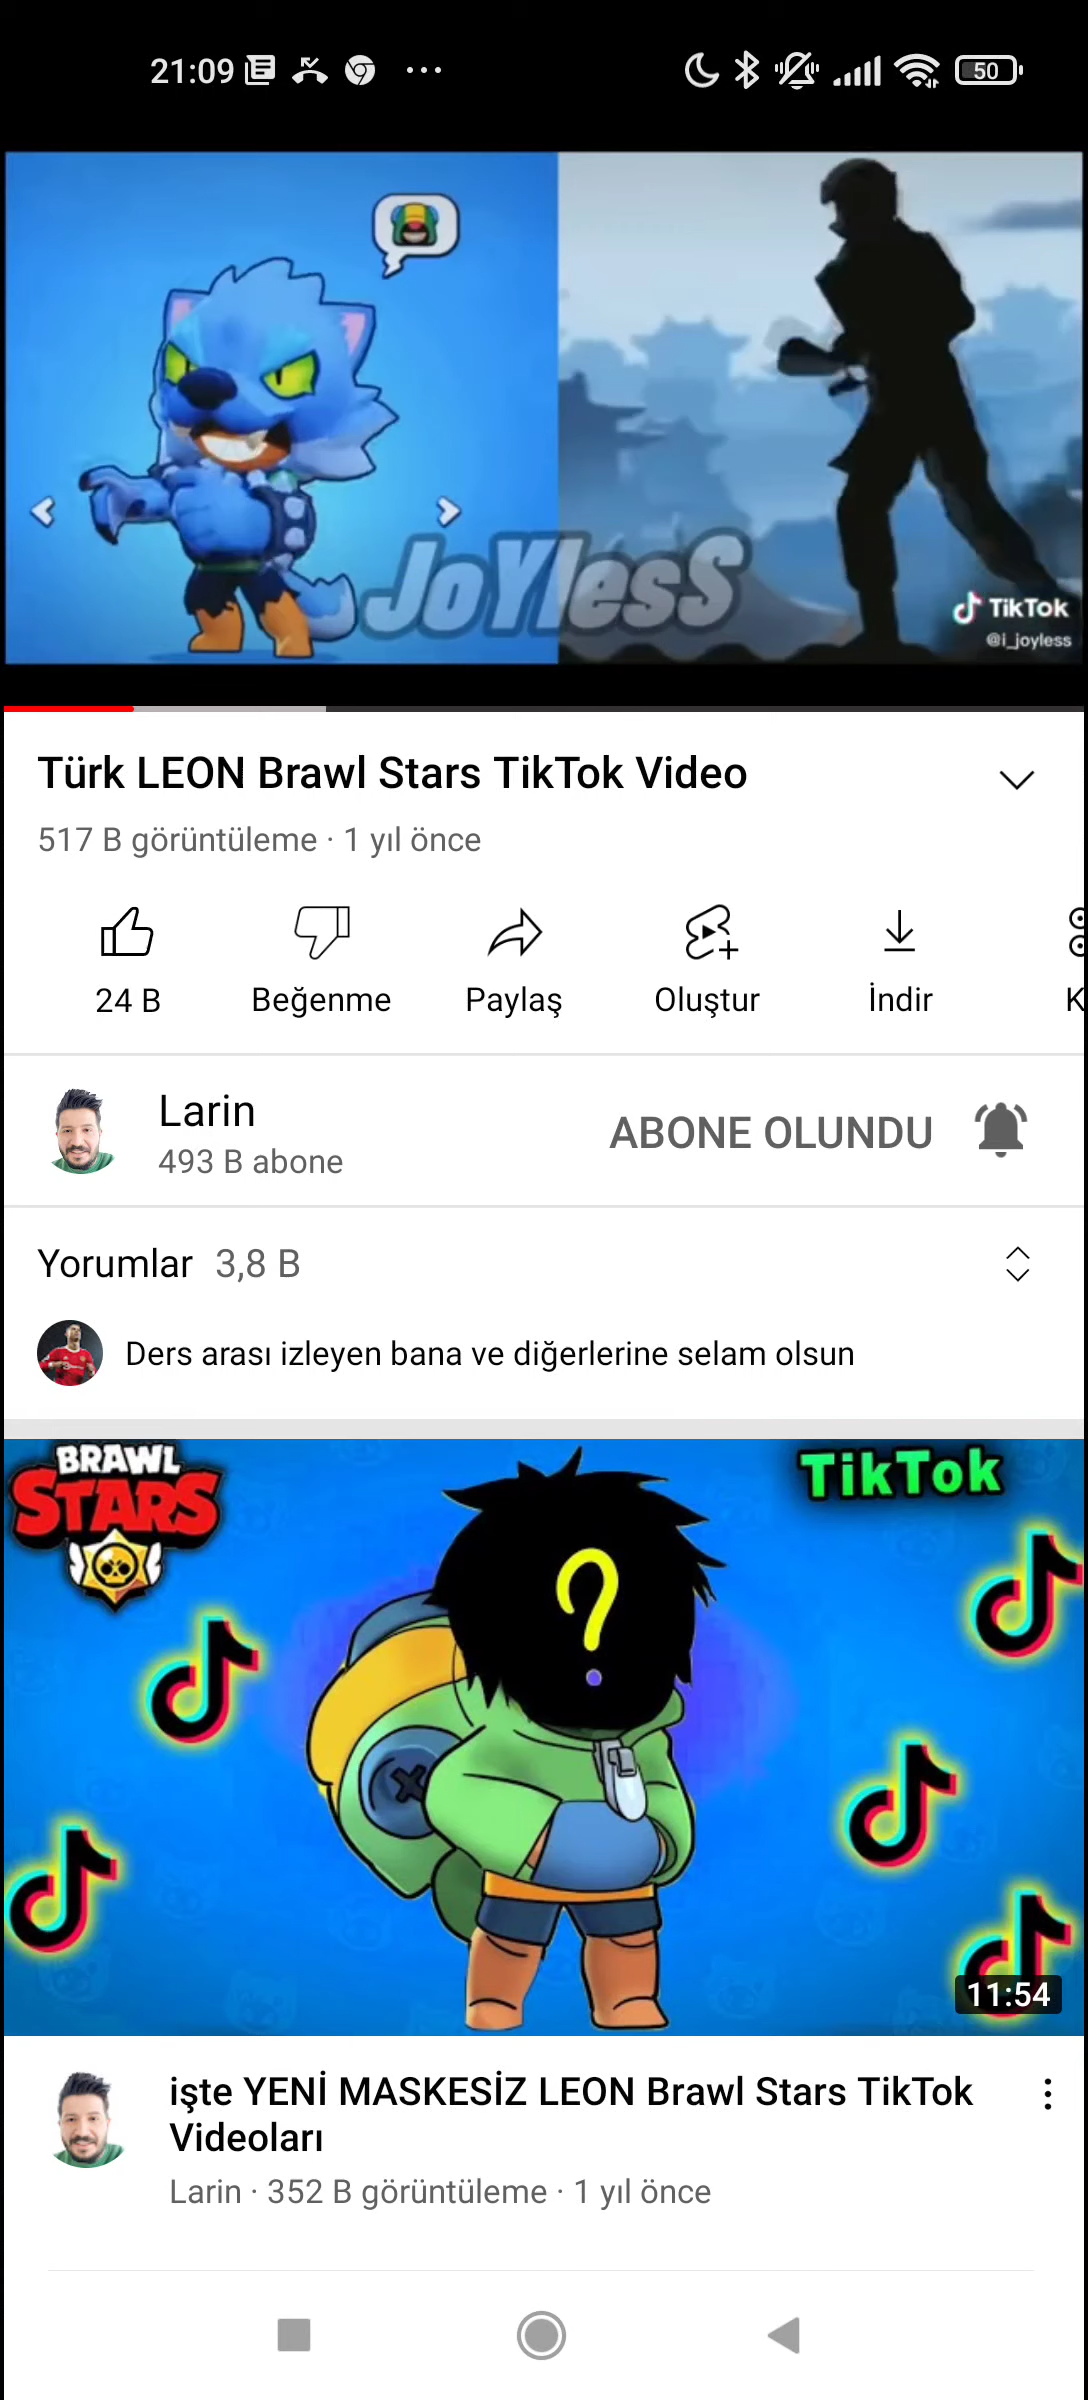 21:09
50
JoYlesS
TikTok
@i_joyless
Türk LEON Brawl Stars TikTok Video
517 B görüntüleme · 1 yıl önce
24 B
Beğenme
Paylaş
Oluştur
İndir
K
Larin
493 B abone
ABONE OLUNDU
Yorumlar 3,8 B
Ders arası izleyen bana ve diğerlerine selam olsun
BRAWL
STARS
TikTok
?
11:54
işte YENİ MASKESİZ LEON Brawl Stars TikTok
Videoları
Larin · 352 B görüntüleme · 1 yıl önce